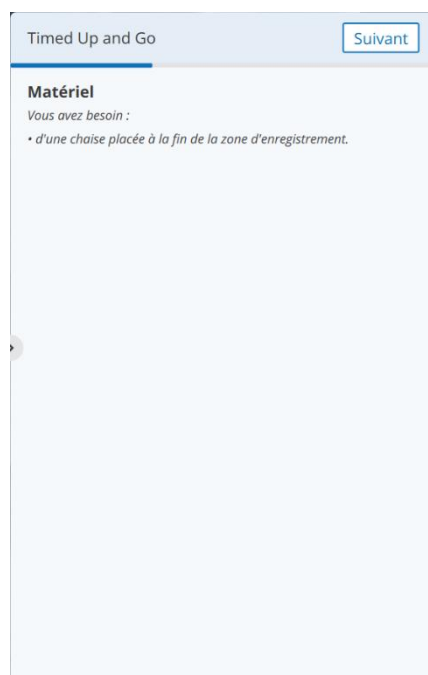 Timed Up and Go
Suivant
Matériel
Vous avez besoin :
• d'une chaise placée à la fin de la zone d'enregistrement.